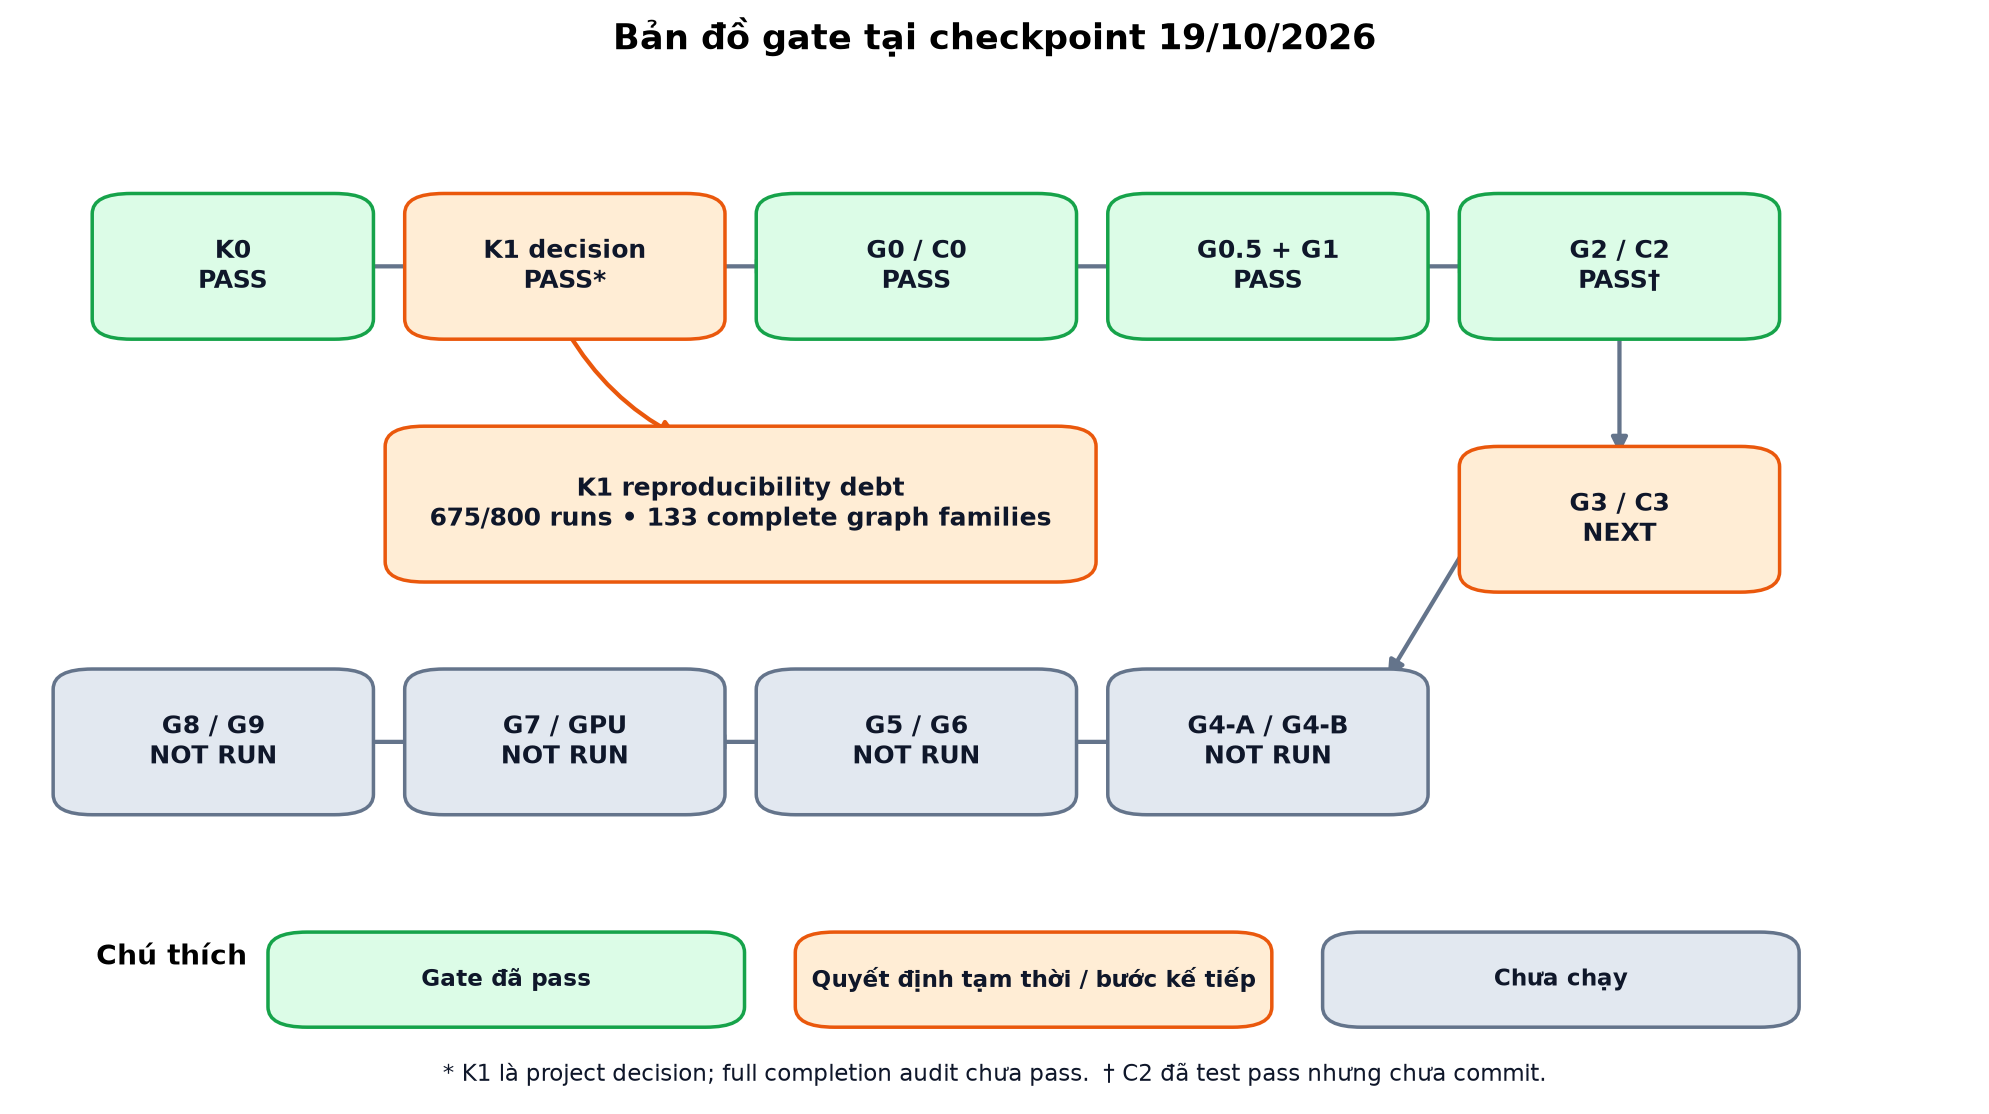 Bản đồ gate tại checkpoint 19/10/2026
K0
PASS
K1 decision
PASS*
G0 / C0
PASS
G0.5 + G1
PASS
G2 / C2
PASS†
K1 reproducibility debt
675/800 runs • 133 complete graph families
G3 / C3
NEXT
G8 / G9
NOT RUN
G7 / GPU
NOT RUN
G5 / G6
NOT RUN
G4-A / G4-B
NOT RUN
Chú thích
Gate đã pass
Quyết định tạm thời / bước kế tiếp
Chưa chạy
* K1 là project decision; full completion audit chưa pass.  † C2 đã test pass nhưng chưa commit.